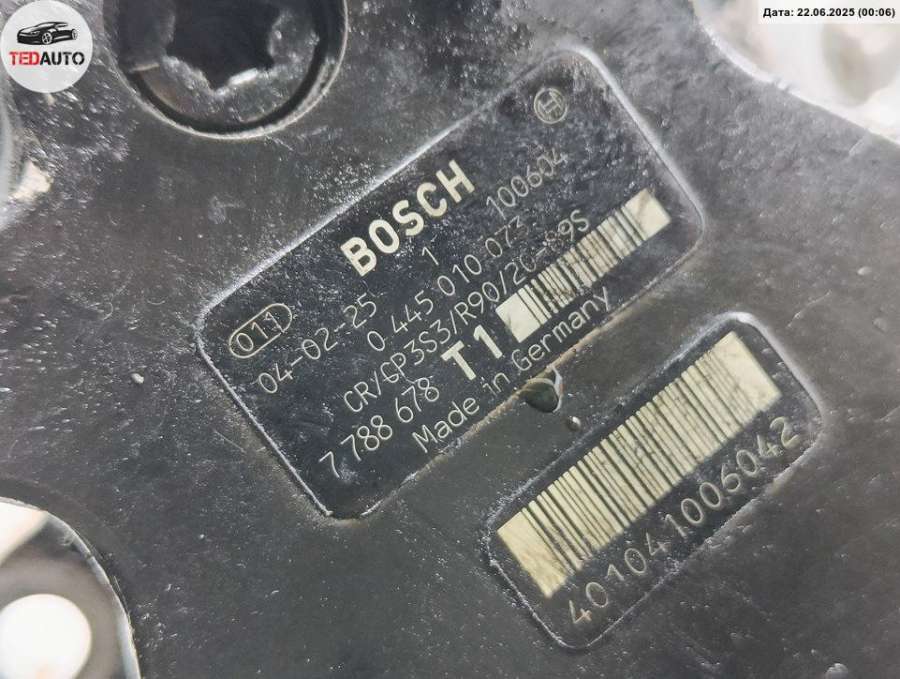 TEDAUTO
Дата: 22.06.2025 (00:06)
BOSCH
011
1 100604
04-02-25
0 445 010 073
CR/CP3S3/R90/20-89S
7 788 678 T1
Made in Germany
401041006042